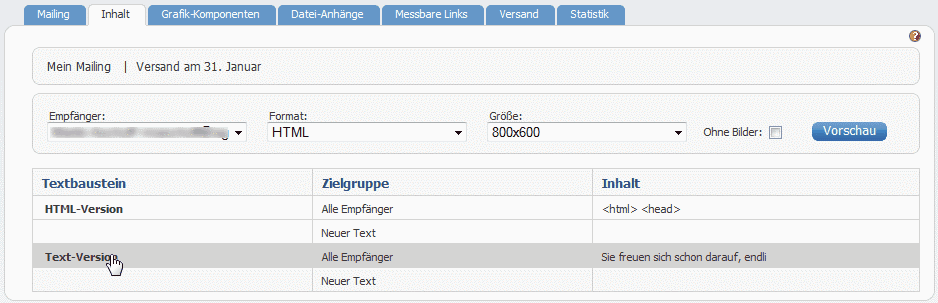 Mailing Inhalt Grafik-Komponenten Datei-Anhänge Messbare Links Versand Statistik
Mein Mailing | Versand am 31. Januar
Empfänger: Format: Größe:
HTML 800x600 Ohne Bilder: Vorschau
Textbaustein Zielgruppe Inhalt
HTML-Version Alle Empfänger <html> <head>
Neuer Text
Text-Version Alle Empfänger Sie freuen sich schon darauf, endli
Neuer Text